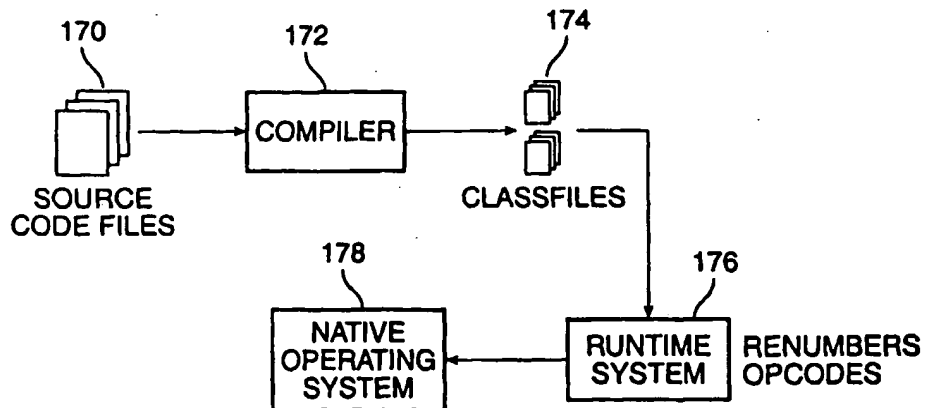 170
172
174
COMPILER
SOURCE
CODE FILES
CLASSFILES
178
176
NATIVE
OPERATING
SYSTEM
RUNTIME
SYSTEM
RENUMBERS
OPCODES